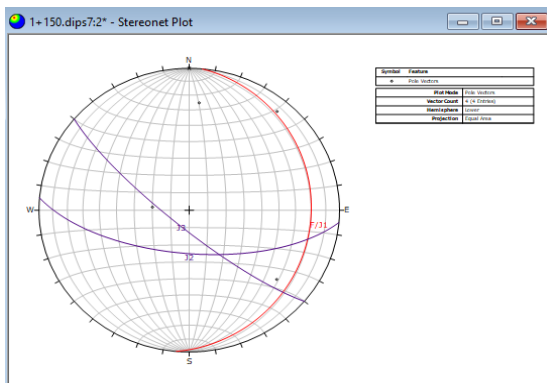 1+150.dips7:2* - Stereonet Plot
N
Symbol Feature
Pole Vectors
Plot Mode Pole Vectors
Vector Count 4 (4 Entries)
Hemisphere Lower
Projection Equal Area
W
E
F/J1
J3
J2
S